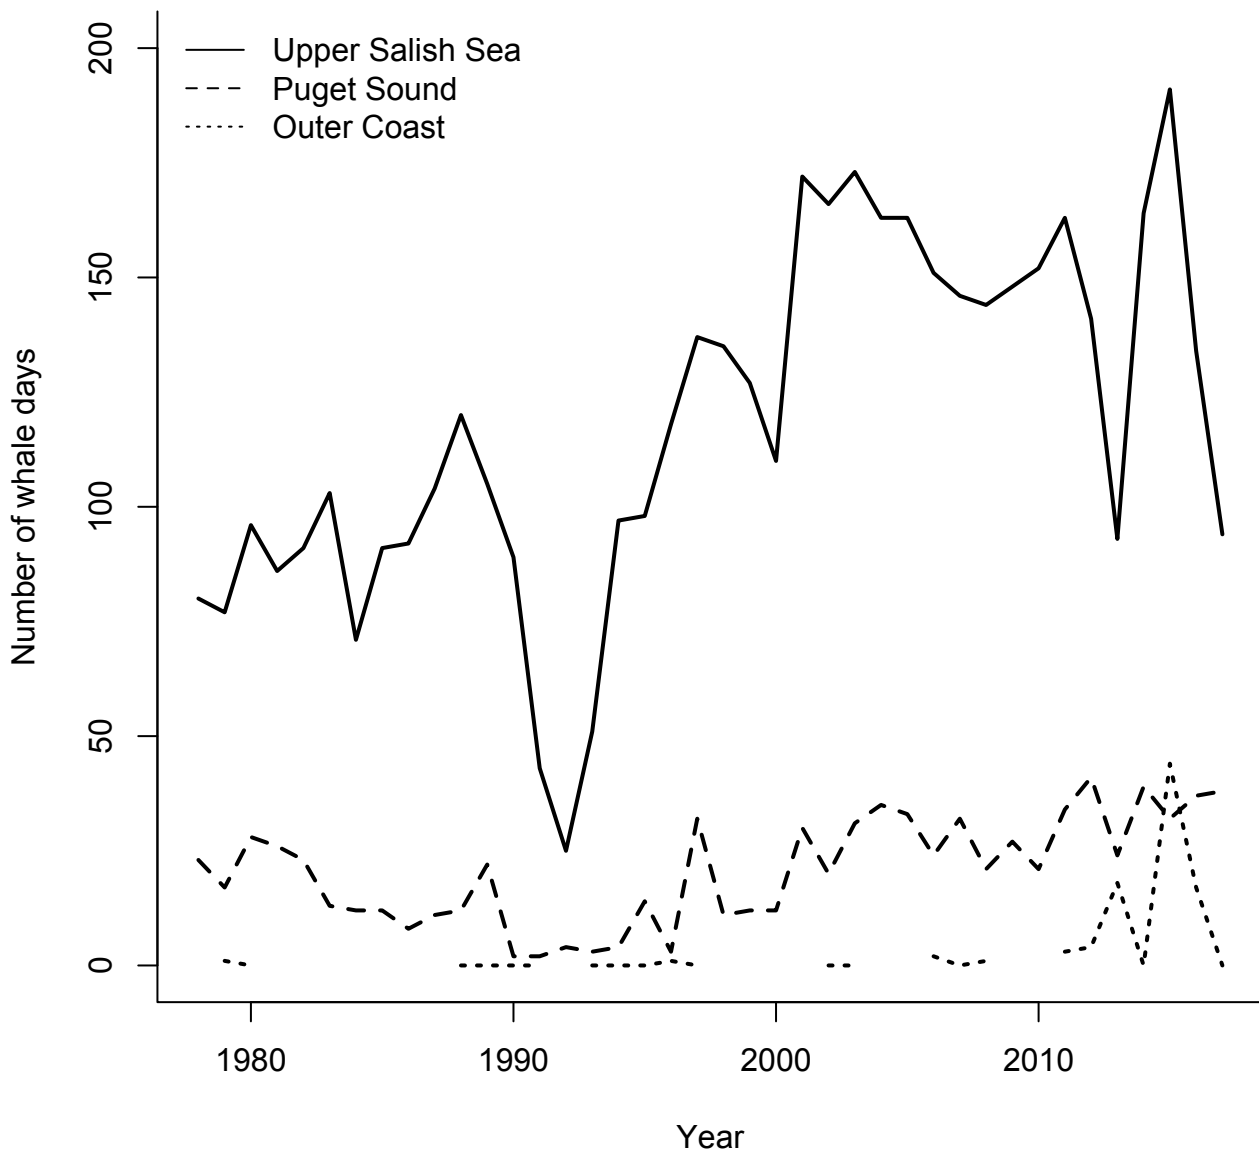 Upper Salish Sea
Puget Sound
Outer Coast
200
150
100
50
0
Number of whale days
1980 1990 2000 2010
Year